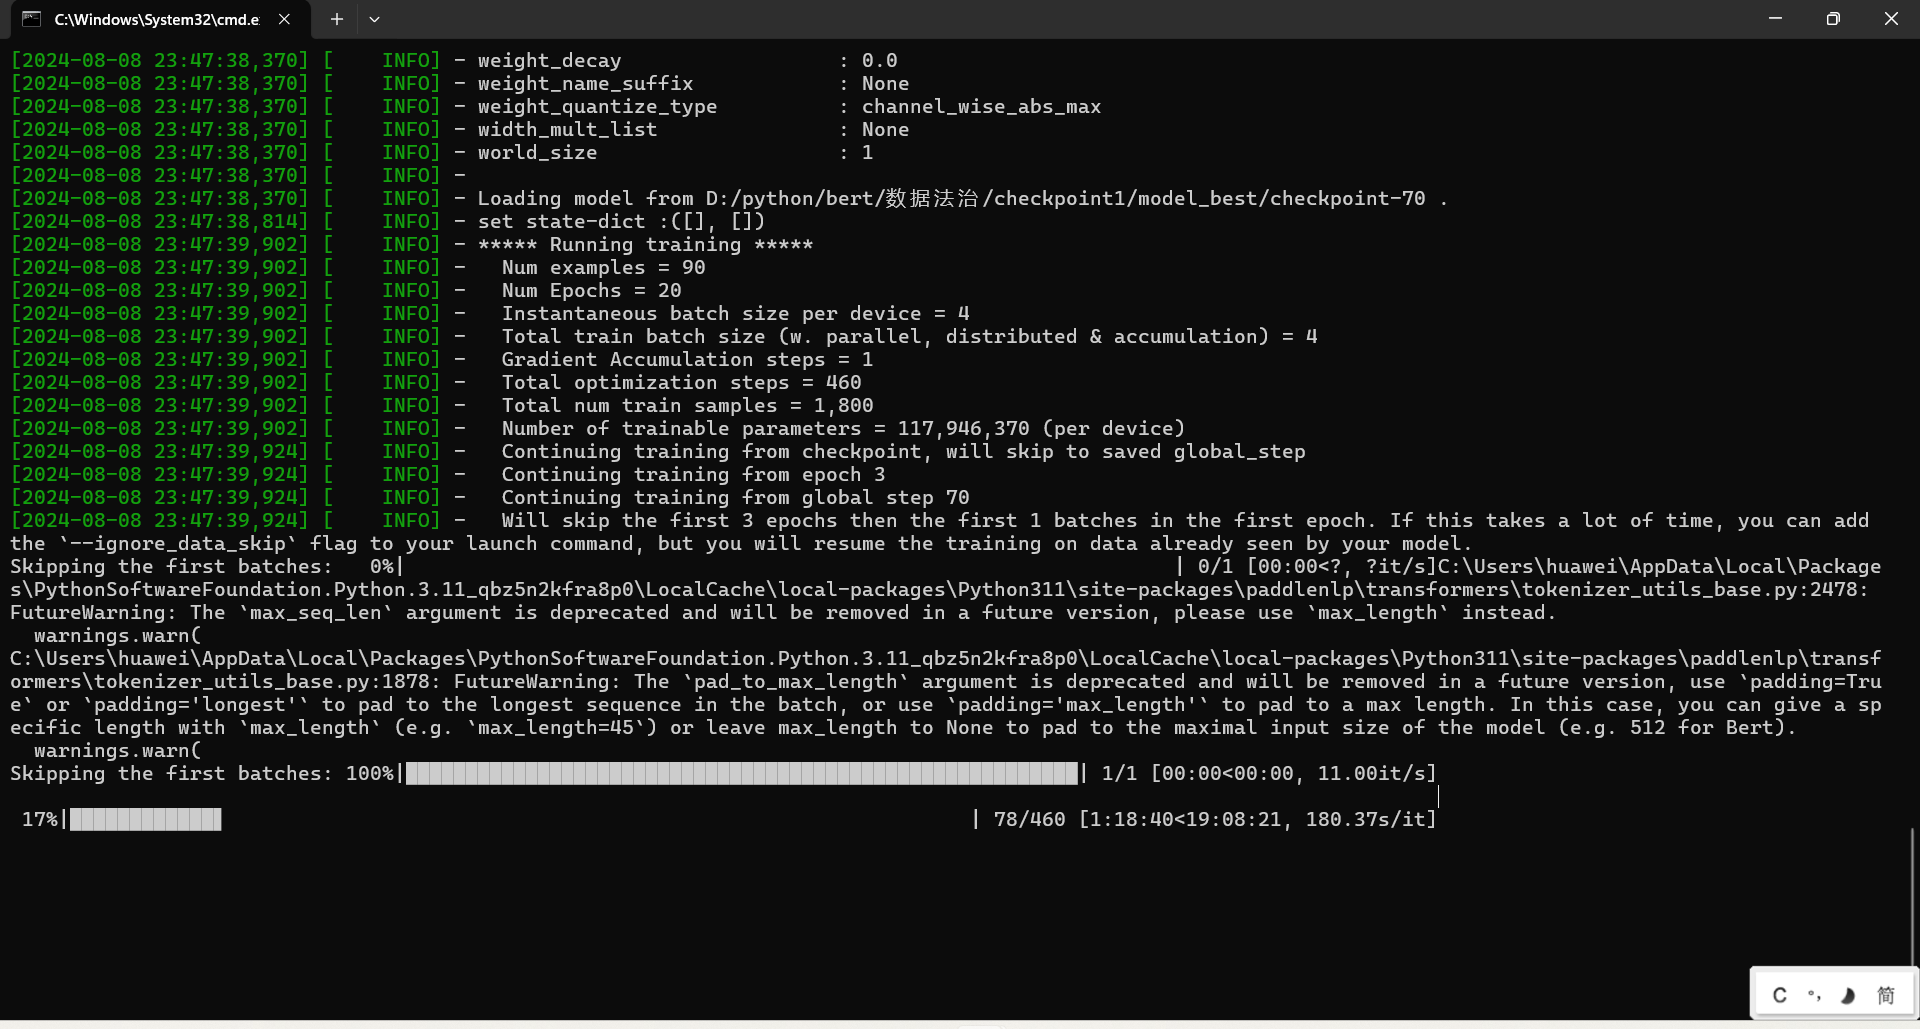 C:\Windows\System32\cmd.e
[2024-08-08 23:47:38,370] [    INFO] - weight_decay                  : 0.0
[2024-08-08 23:47:38,370] [    INFO] - weight_name_suffix            : None
[2024-08-08 23:47:38,370] [    INFO] - weight_quantize_type          : channel_wise_abs_max
[2024-08-08 23:47:38,370] [    INFO] - width_mult_list               : None
[2024-08-08 23:47:38,370] [    INFO] - world_size                    : 1
[2024-08-08 23:47:38,370] [    INFO] -
[2024-08-08 23:47:38,370] [    INFO] - Loading model from D:/python/bert/数据法治/checkpoint1/model_best/checkpoint-70 .
[2024-08-08 23:47:38,814] [    INFO] - set state-dict :([], [])
[2024-08-08 23:47:39,902] [    INFO] - ***** Running training *****
[2024-08-08 23:47:39,902] [    INFO] -   Num examples = 90
[2024-08-08 23:47:39,902] [    INFO] -   Num Epochs = 20
[2024-08-08 23:47:39,902] [    INFO] -   Instantaneous batch size per device = 4
[2024-08-08 23:47:39,902] [    INFO] -   Total train batch size (w. parallel, distributed & accumulation) = 4
[2024-08-08 23:47:39,902] [    INFO] -   Gradient Accumulation steps = 1
[2024-08-08 23:47:39,902] [    INFO] -   Total optimization steps = 460
[2024-08-08 23:47:39,902] [    INFO] -   Total num train samples = 1,800
[2024-08-08 23:47:39,902] [    INFO] -   Number of trainable parameters = 117,946,370 (per device)
[2024-08-08 23:47:39,924] [    INFO] -   Continuing training from checkpoint, will skip to saved global_step
[2024-08-08 23:47:39,924] [    INFO] -   Continuing training from epoch 3
[2024-08-08 23:47:39,924] [    INFO] -   Continuing training from global step 70
[2024-08-08 23:47:39,924] [    INFO] -   Will skip the first 3 epochs then the first 1 batches in the first epoch. If this takes a lot of time, you can add
the `--ignore_data_skip` flag to your launch command, but you will resume the training on data already seen by your model.
Skipping the first batches:   0%|                                                                | 0/1 [00:00<?, ?it/s]C:\Users\huawei\AppData\Local\Package
s\PythonSoftwareFoundation.Python.3.11_qbz5n2kfra8p0\LocalCache\local-packages\Python311\site-packages\paddlenlp\transformers\tokenizer_utils_base.py:2478:
FutureWarning: The `max_seq_len` argument is deprecated and will be removed in a future version, please use `max_length` instead.
  warnings.warn(
C:\Users\huawei\AppData\Local\Packages\PythonSoftwareFoundation.Python.3.11_qbz5n2kfra8p0\LocalCache\local-packages\Python311\site-packages\paddlenlp\transf
ormers\tokenizer_utils_base.py:1878: FutureWarning: The `pad_to_max_length` argument is deprecated and will be removed in a future version, use `padding=Tru
e` or `padding='longest'` to pad to the longest sequence in the batch, or use `padding='max_length'` to pad to a max length. In this case, you can give a sp
ecific length with `max_length` (e.g. `max_length=45`) or leave max_length to None to pad to the maximal input size of the model (e.g. 512 for Bert).
  warnings.warn(
Skipping the first batches: 100%|████████████████████████████████████████████████████████| 1/1 [00:00<00:00, 11.00it/s]
 17%|████████████▋                                                              | 78/460 [1:18:40<19:08:21, 180.37s/it]
C °, 简